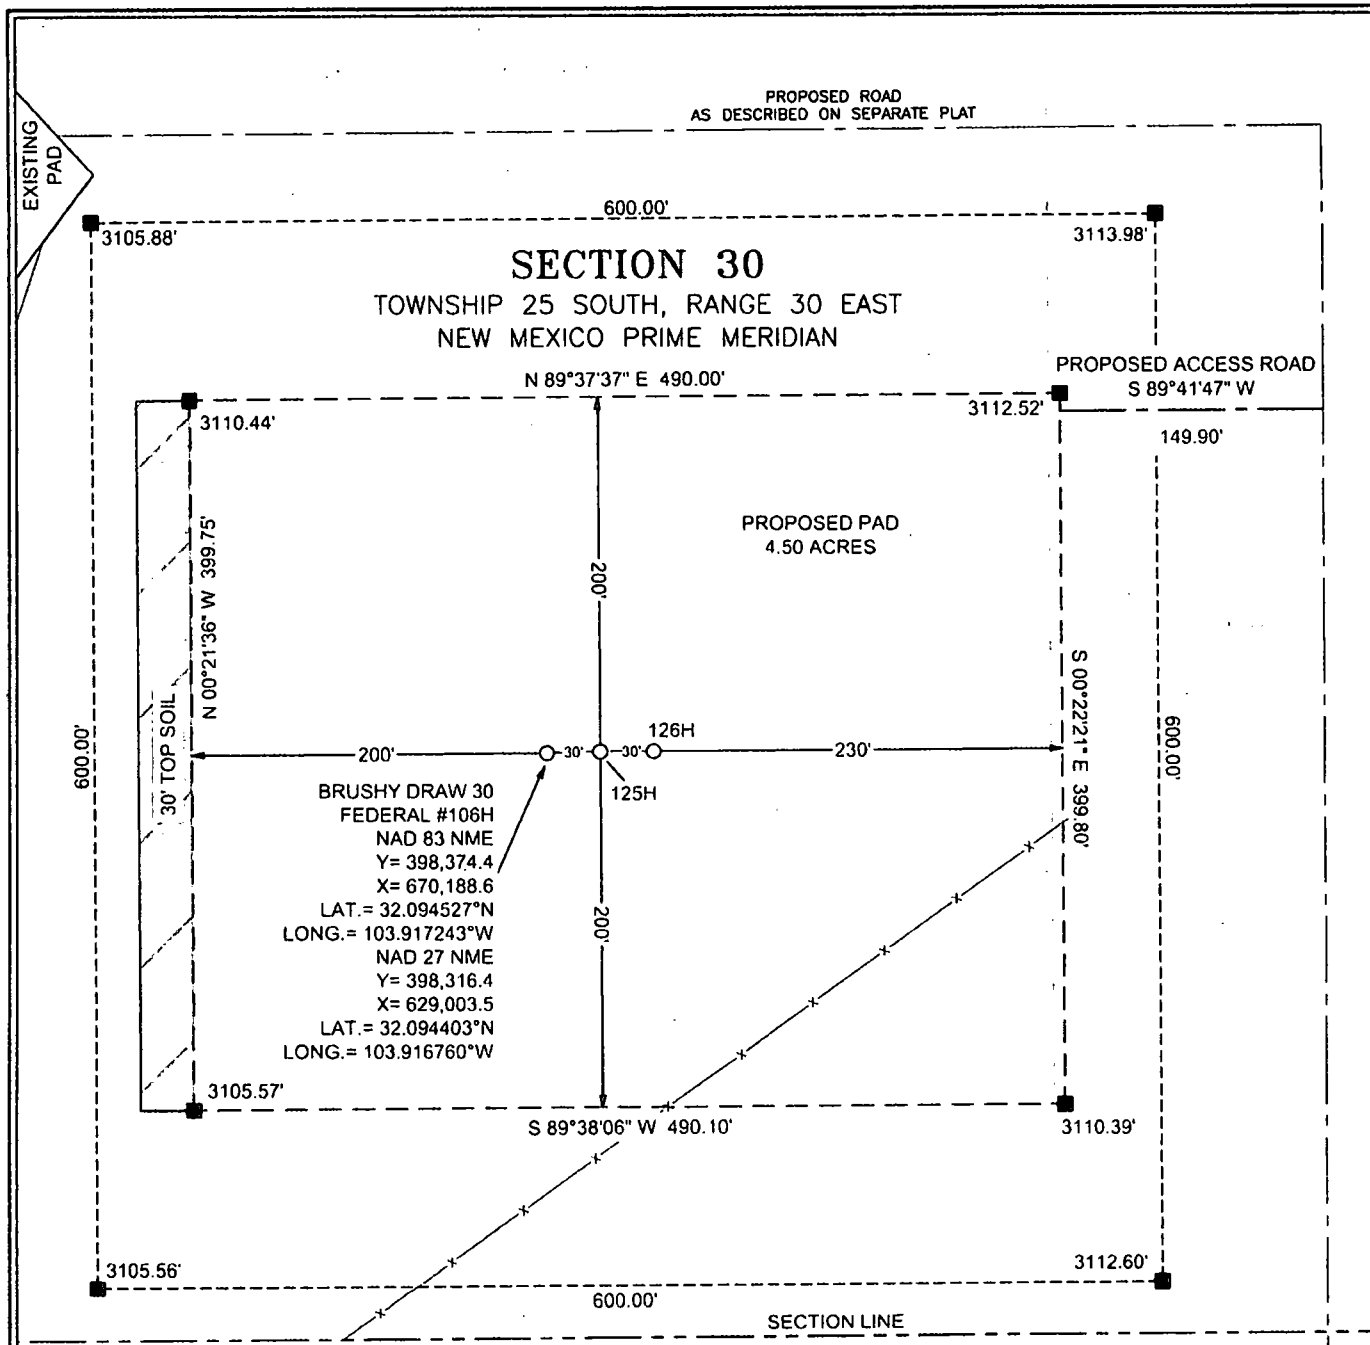 PROPOSED ROAD
AS DESCRIBED ON SEPARATE PLAT
EXISTING
PAD
600.00'
3105.88'
3113.98'
SECTION 30
TOWNSHIP 25 SOUTH, RANGE 30 EAST
NEW MEXICO PRIME MERIDIAN
PROPOSED ACCESS ROAD
S 89°41'47" W
149.90'
N 89°37'37" E 490.00'
3110.44'
3112.52'
PROPOSED PAD
4.50 ACRES
N 00°21'36" W 399.75'
200'
S 00°22'21" E 399.80'
600.00'
30' TOP SOIL
200'
30'
30'
126H
230'
600.00'
125H
BRUSHY DRAW 30
FEDERAL #106H
NAD 83 NME
Y= 398,374.4
X= 670,188.6
LAT.= 32.094527°N
LONG.= 103.917243°W
NAD 27 NME
Y= 398,316.4
X= 629,003.5
LAT.= 32.094403°N
LONG.= 103.916760°W
200'
3105.57'
S 89°38'06" W 490.10'
3110.39'
3105.56'
3112.60'
600.00'
SECTION LINE